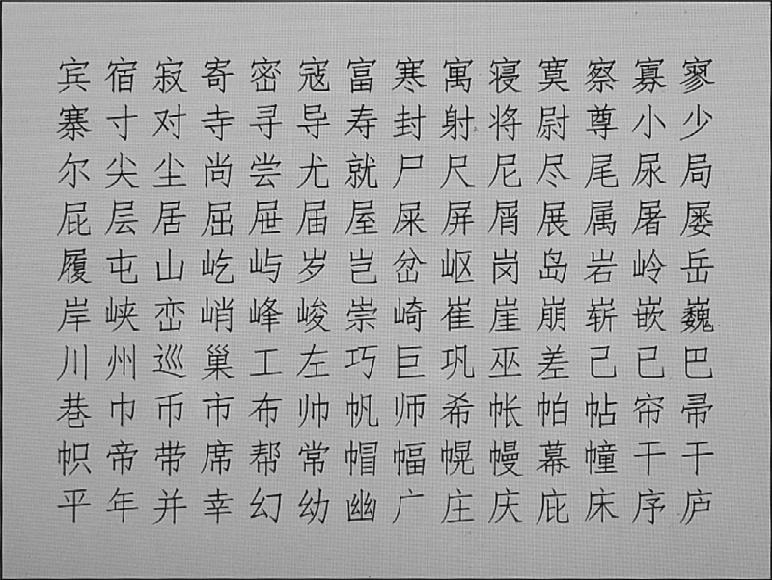 宾宿寂寄密寇富寒寓寝寞察寡寥
寨寸对寺寻导寿封射将尉尊小少
尔尖尘尚尝尤就尸尺尼尽尾尿局
屁层居屈屉届屋屎屏屑展属屠屡
履屯山屹屿岁岂岔岖岗岛岩岭岳
岸峡峦峭峰峻崇崎崔崖崩崭嵌巍
川州巡巢工左巧巨巩巫差己已巴
巷巾币市布帅帆师希帐帕帖帘帚
帜帝带席帮常帽幅幌幔幕幢干干
平年并幸幻幼幽广庄庆庇床序庐